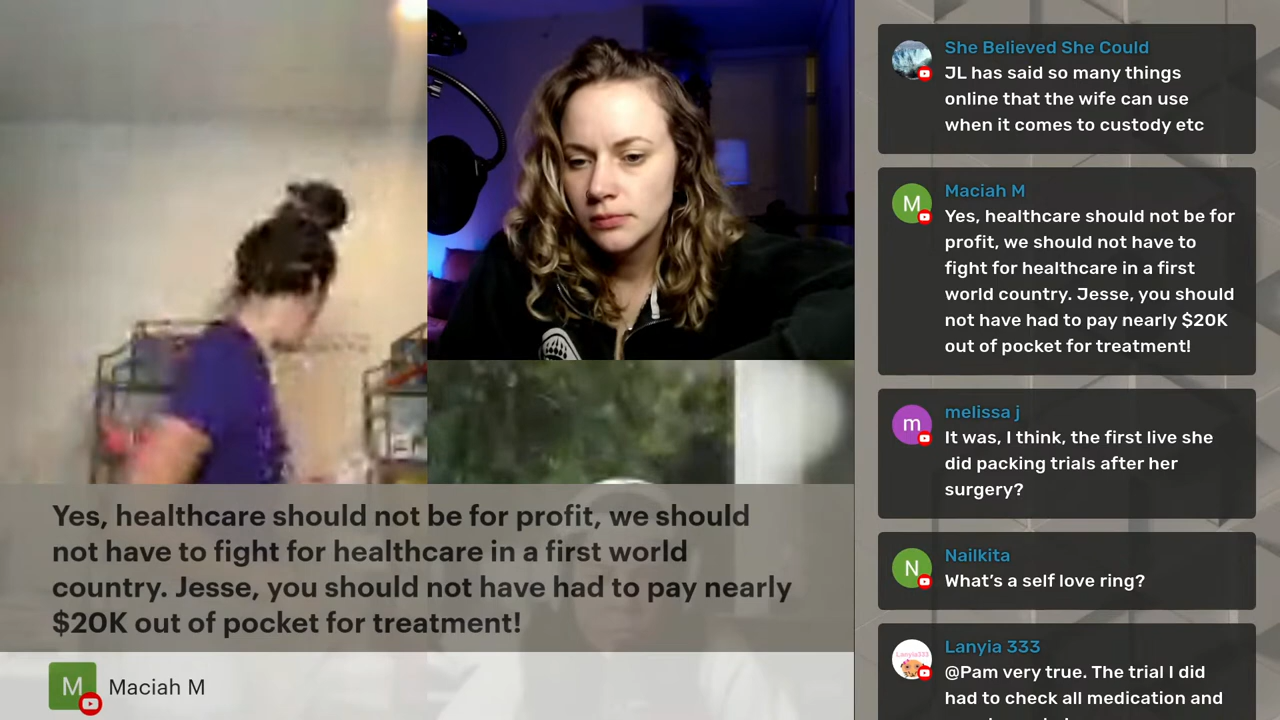 Yes, healthcare should not be for profit, we should
not have to fight for healthcare in a first world
country. Jesse, you should not have had to pay nearly
$20K out of pocket for treatment!
M
Maciah M
She Believed She Could
JL has said so many things
online that the wife can use
when it comes to custody etc
M
Maciah M
Yes, healthcare should not be for
profit, we should not have to
fight for healthcare in a first
world country. Jesse, you should
not have had to pay nearly $20K
out of pocket for treatment!
m
melissa j
It was, I think, the first live she
did packing trials after her
surgery?
N
Nailkita
What's a self love ring?
Lanyia333
Lanyia 333
@Pam very true. The trial I did
had to check all medication and